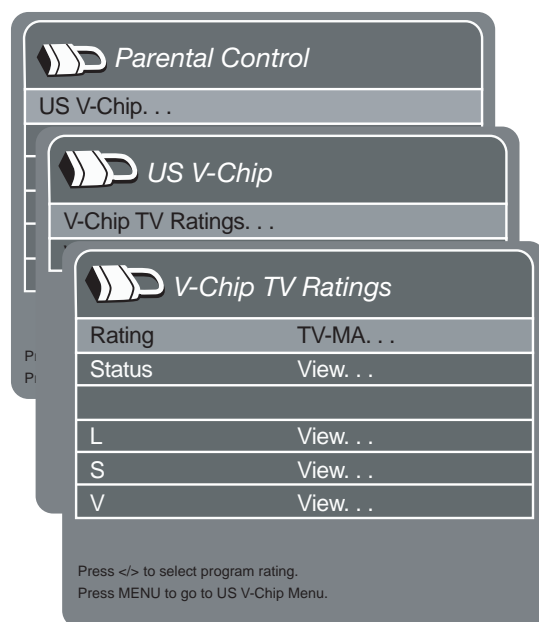 Parental Control
US V-Chip. . .
US V-Chip
V-Chip TV Ratings. . .
V-Chip TV Ratings
Rating TV-MA. . .
Status View. . .
L View. . .
S View. . .
V View. . .
Press </> to select program rating.
Press MENU to go to US V-Chip Menu.